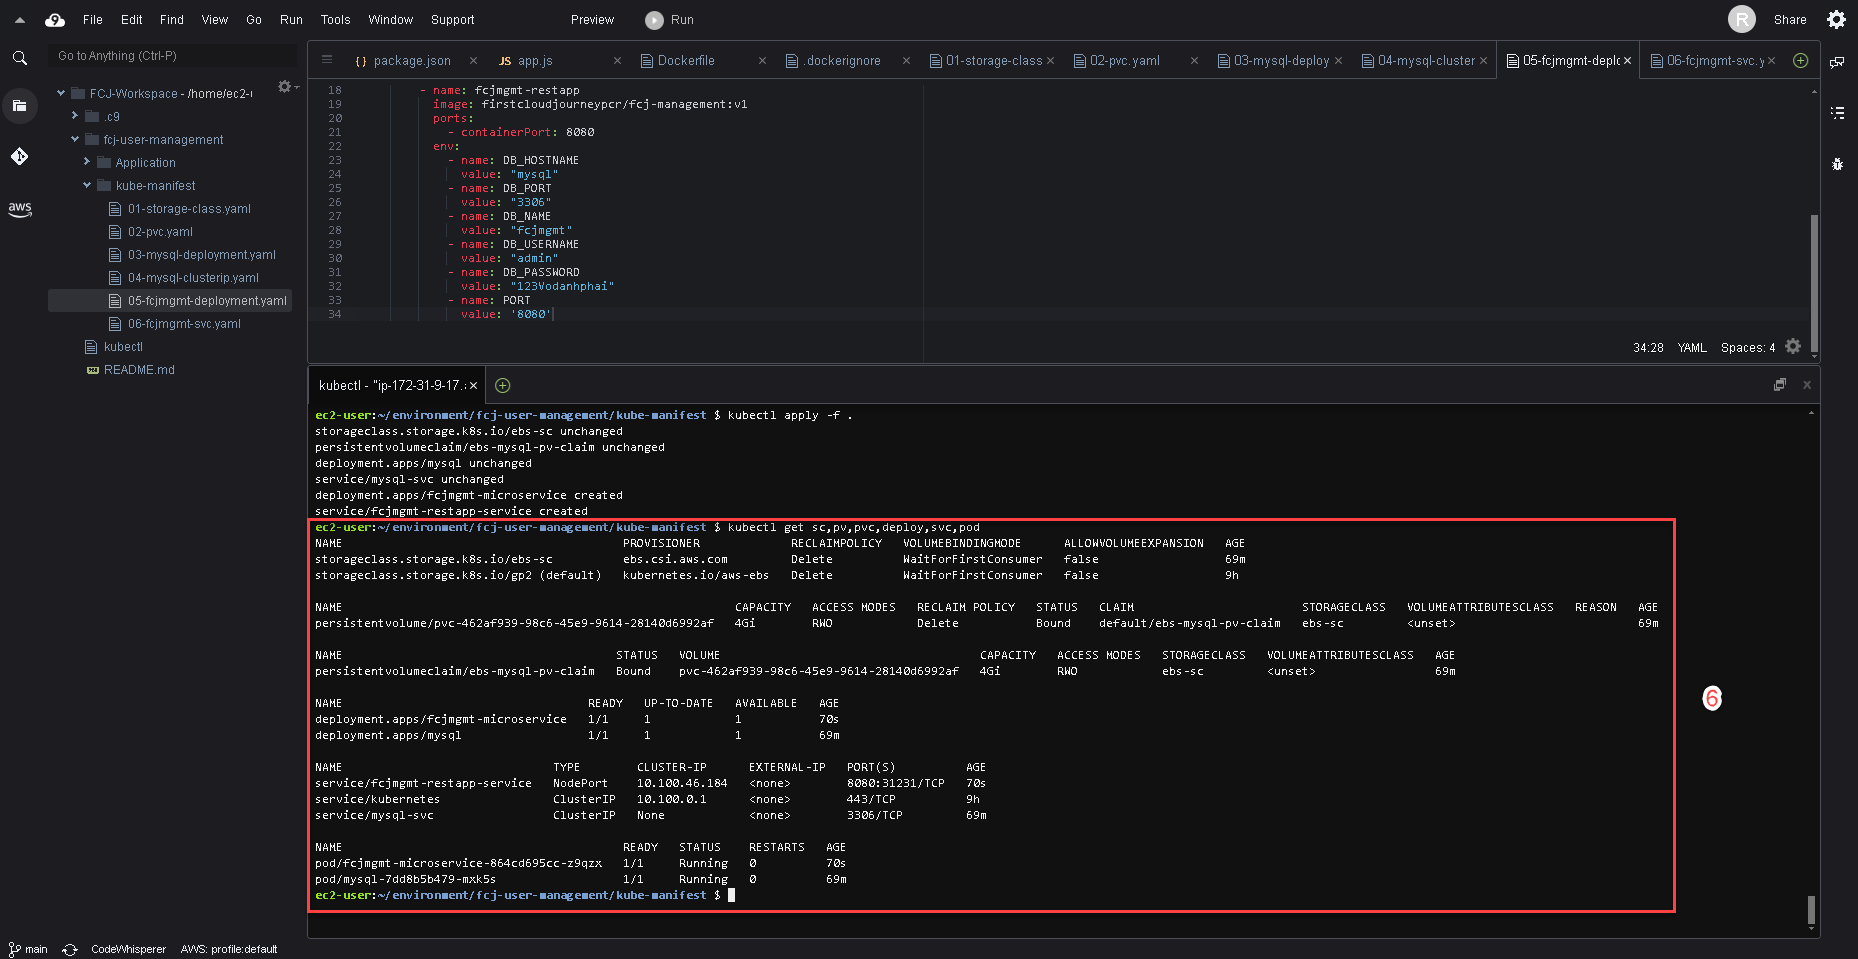 File Edit Find View Go Run Tools Window Support Preview Run R Share
Go to Anything (Ctrl-P)
FCJ-Workspace - /home/ec2-u
.c9
fcj-user-management
Application
kube-manifest
01-storage-class.yaml
02-pvc.yaml
03-mysql-deployment.yaml
04-mysql-clusterip.yaml
05-fcjmgmt-deployment.yaml
06-fcjmgmt-svc.yaml
kubectl
README.md
aws
package.json app.js Dockerfile .dockerignore 01-storage-class 02-pvc.yaml 03-mysql-deploy 04-mysql-cluster 05-fcjmgmt-deplo 06-fcjmgmt-svc.y
18 - name: fcjmgmt-restapp
19 image: firstcloudjourneypcr/fcj-management:v1
20 ports:
21 - containerPort: 8080
22 env:
23 - name: DB_HOSTNAME
24 value: "mysql"
25 - name: DB_PORT
26 value: "3306"
27 - name: DB_NAME
28 value: "fcjmgmt"
29 - name: DB_USERNAME
30 value: "admin"
31 - name: DB_PASSWORD
32 value: "123Vodanhphai"
33 - name: PORT
34 value: '8080'
34:28 YAML Spaces: 4
kubectl - "ip-172-31-9-17.a
ec2-user:~/environment/fcj-user-management/kube-manifest $ kubectl apply -f .
storageclass.storage.k8s.io/ebs-sc unchanged
persistentvolumeclaim/ebs-mysql-pv-claim unchanged
deployment.apps/mysql unchanged
service/mysql-svc unchanged
deployment.apps/fcjmgmt-microservice created
service/fcjmgmt-restapp-service created
ec2-user:~/environment/fcj-user-management/kube-manifest $ kubectl get sc,pv,pvc,deploy,svc,pod
NAME PROVISIONER RECLAIMPOLICY VOLUMEBINDINGMODE ALLOWVOLUMEEXPANSION AGE
storageclass.storage.k8s.io/ebs-sc ebs.csi.aws.com Delete WaitForFirstConsumer false 69m
storageclass.storage.k8s.io/gp2 (default) kubernetes.io/aws-ebs Delete WaitForFirstConsumer false 9h
NAME CAPACITY ACCESS MODES RECLAIM POLICY STATUS CLAIM STORAGECLASS VOLUMEATTRIBUTESCLASS REASON AGE
persistentvolume/pvc-462af939-98c6-45e9-9614-28140d6992af 4Gi RWO Delete Bound default/ebs-mysql-pv-claim ebs-sc <unset> 69m
NAME STATUS VOLUME CAPACITY ACCESS MODES STORAGECLASS VOLUMEATTRIBUTESCLASS AGE
persistentvolumeclaim/ebs-mysql-pv-claim Bound pvc-462af939-98c6-45e9-9614-28140d6992af 4Gi RWO ebs-sc <unset> 69m
NAME READY UP-TO-DATE AVAILABLE AGE
deployment.apps/fcjmgmt-microservice 1/1 1 1 70s
deployment.apps/mysql 1/1 1 1 69m
NAME TYPE CLUSTER-IP EXTERNAL-IP PORT(S) AGE
service/fcjmgmt-restapp-service NodePort 10.100.46.184 <none> 8080:31231/TCP 70s
service/kubernetes ClusterIP 10.100.0.1 <none> 443/TCP 9h
service/mysql-svc ClusterIP None <none> 3306/TCP 69m
NAME READY STATUS RESTARTS AGE
pod/fcjmgmt-microservice-864cd695cc-z9qzx 1/1 Running 0 70s
pod/mysql-7dd8b5b479-mxk5s 1/1 Running 0 69m
ec2-user:~/environment/fcj-user-management/kube-manifest $
6
main CodeWhisperer AWS: profile:default